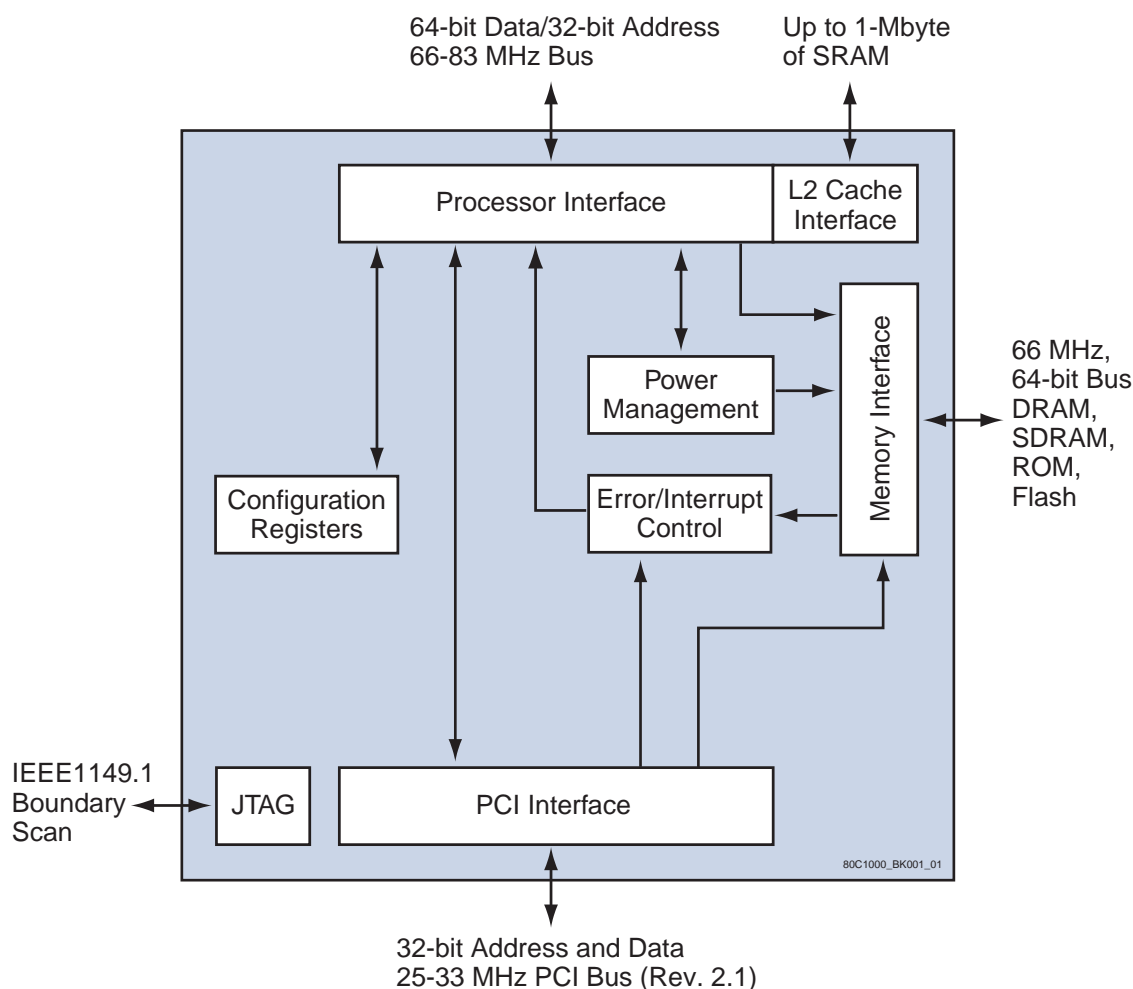 64-bit Data/32-bit Address
66-83 MHz Bus
Up to 1-Mbyte
of SRAM
Processor Interface
L2 Cache
Interface
Memory Interface
66 MHz,
64-bit Bus
DRAM,
SDRAM,
ROM,
Flash
Power
Management
Configuration
Registers
Error/Interrupt
Control
IEEE1149.1
Boundary
Scan
JTAG
PCI Interface
80C1000_BK001_01
32-bit Address and Data
25-33 MHz PCI Bus (Rev. 2.1)